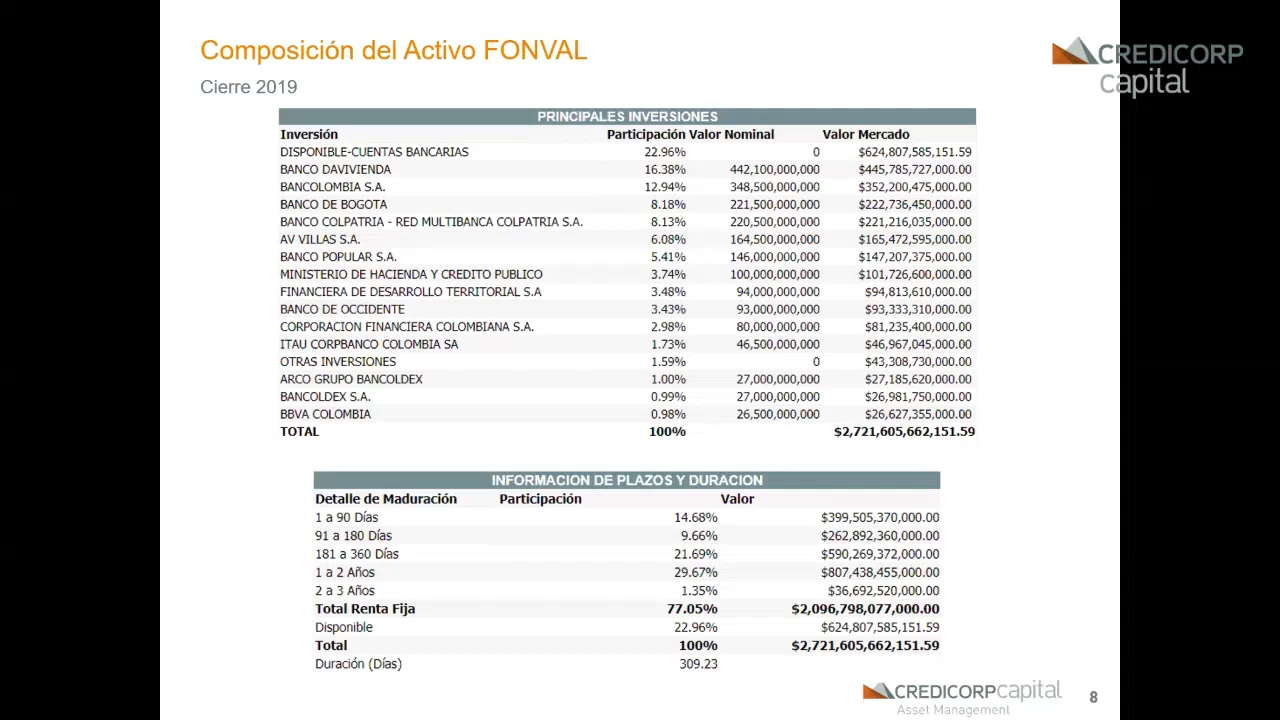 Composición del Activo FONVAL
CREDICORP
capital
Cierre 2019
PRINCIPALES INVERSIONES
Inversión Participación Valor Nominal Valor Mercado
DISPONIBLE-CUENTAS BANCARIAS 22.96% 0 $624,807,585,151.59
BANCO DAVIVIENDA 16.38% 442,100,000,000 $445,785,727,000.00
BANCOLOMBIA S.A. 12.94% 348,500,000,000 $352,200,475,000.00
BANCO DE BOGOTA 8.18% 221,500,000,000 $222,736,450,000.00
BANCO COLPATRIA - RED MULTIBANCA COLPATRIA S.A. 8.13% 220,500,000,000 $221,216,035,000.00
AV VILLAS S.A. 6.08% 164,500,000,000 $165,472,595,000.00
BANCO POPULAR S.A. 5.41% 146,000,000,000 $147,207,375,000.00
MINISTERIO DE HACIENDA Y CREDITO PUBLICO 3.74% 100,000,000,000 $101,726,600,000.00
FINANCIERA DE DESARROLLO TERRITORIAL S.A 3.48% 94,000,000,000 $94,813,610,000.00
BANCO DE OCCIDENTE 3.43% 93,000,000,000 $93,333,310,000.00
CORPORACION FINANCIERA COLOMBIANA S.A. 2.98% 80,000,000,000 $81,235,400,000.00
ITAU CORPBANCO COLOMBIA SA 1.73% 46,500,000,000 $46,967,045,000.00
OTRAS INVERSIONES 1.59% 0 $43,308,730,000.00
ARCO GRUPO BANCOLDEX 1.00% 27,000,000,000 $27,185,620,000.00
BANCOLDEX S.A. 0.99% 27,000,000,000 $26,981,750,000.00
BBVA COLOMBIA 0.98% 26,500,000,000 $26,627,355,000.00
TOTAL 100% $2,721,605,662,151.59
INFORMACION DE PLAZOS Y DURACION
Detalle de Maduración Participación Valor
1 a 90 Días 14.68% $399,505,370,000.00
91 a 180 Días 9.66% $262,892,360,000.00
181 a 360 Días 21.69% $590,269,372,000.00
1 a 2 Años 29.67% $807,438,455,000.00
2 a 3 Años 1.35% $36,692,520,000.00
Total Renta Fija 77.05% $2,096,798,077,000.00
Disponible 22.96% $624,807,585,151.59
Total 100% $2,721,605,662,151.59
Duración (Días) 309.23
CREDICORPcapital
Asset Management
8